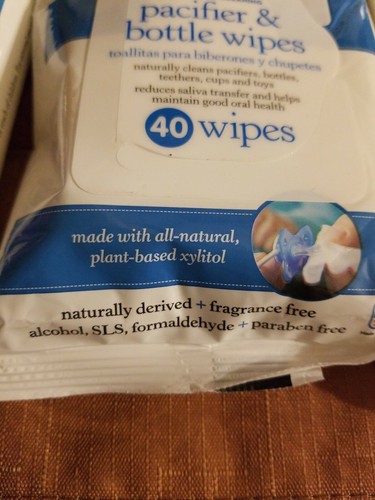 pacifier &
bottle wipes
toallitas para biberones y chupetes
naturally cleans pacifiers, bottles,
teethers, cups and toys
reduces saliva transfer and helps
maintain good oral health
40 wipes
made with all-natural,
plant-based xylitol
naturally derived + fragrance free
alcohol, SLS, formaldehyde + paraben free